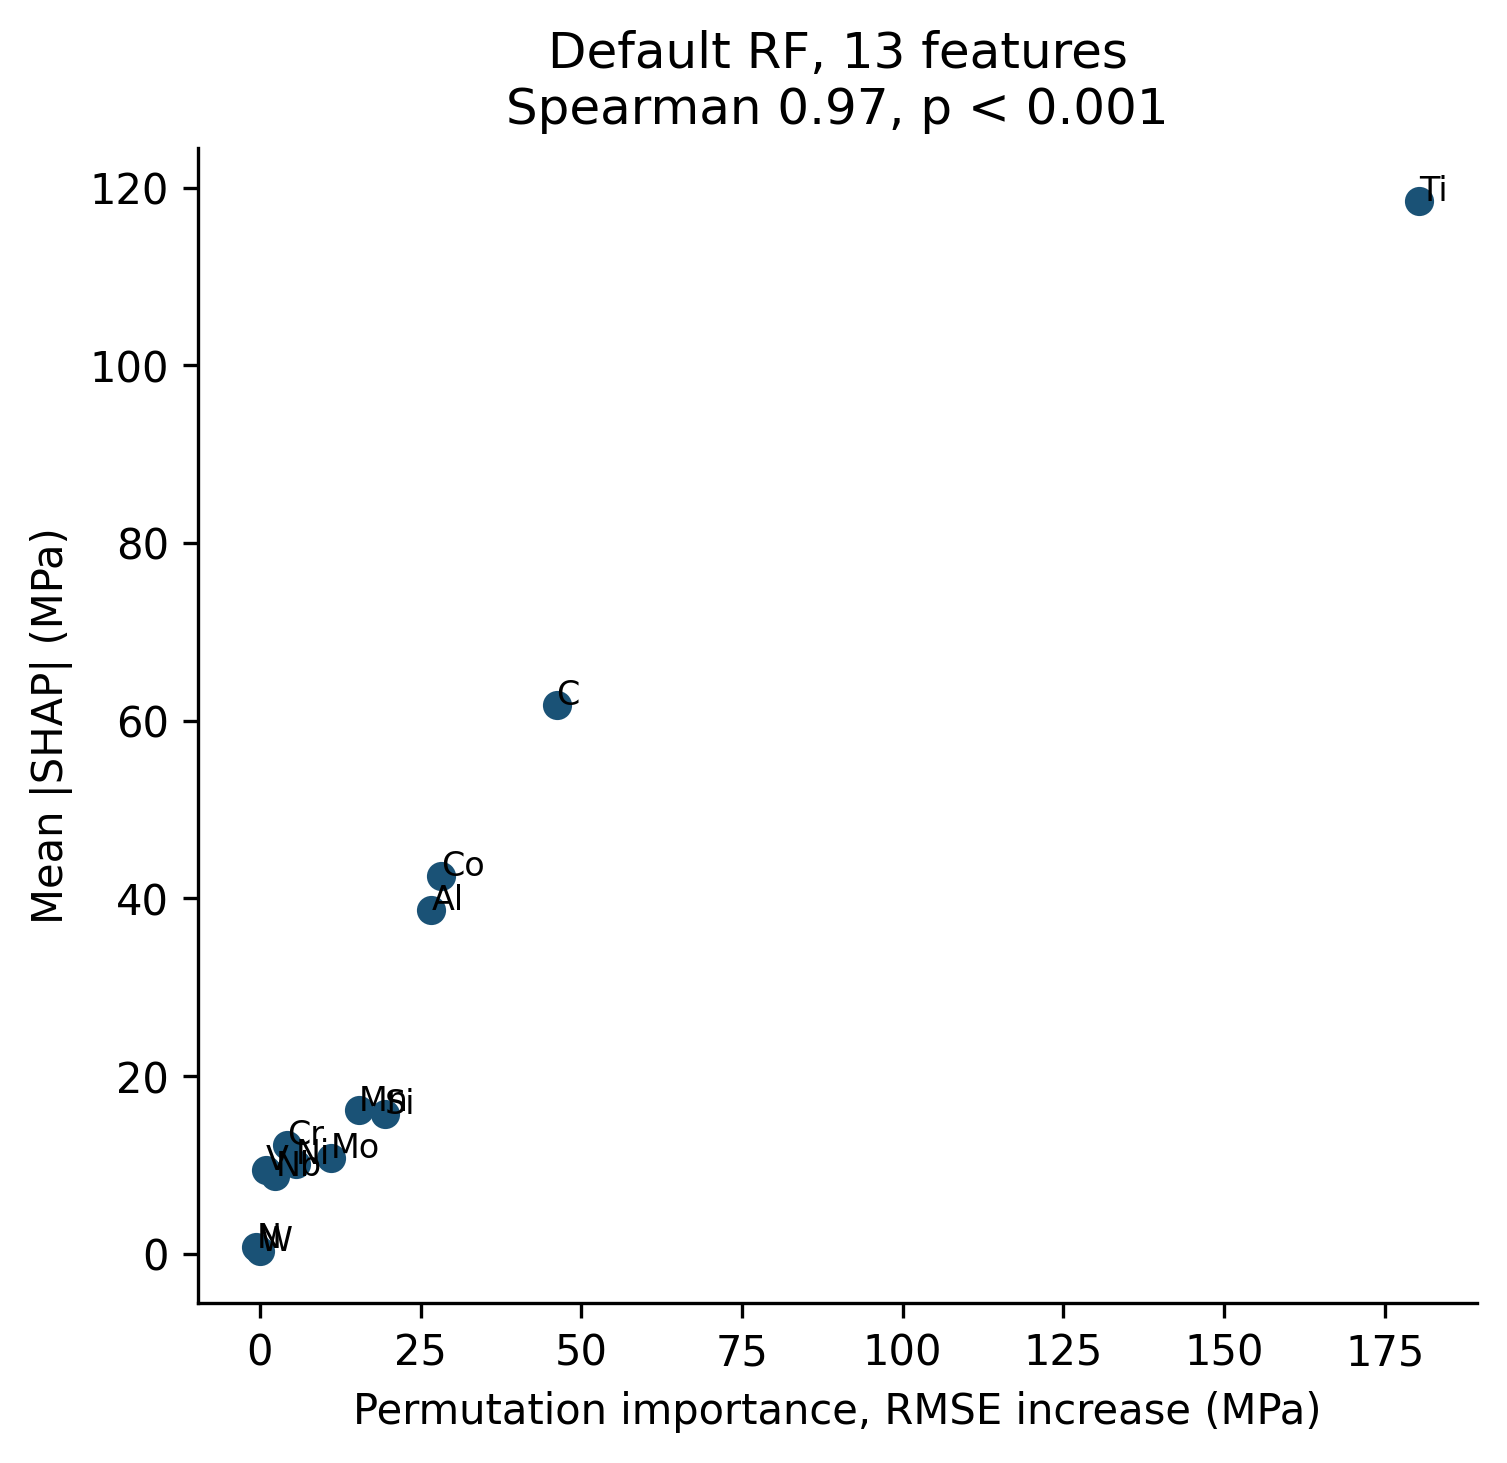 Default RF, 13 features
Spearman 0.97, p < 0.001
120
100
80
60
40
20
0
Mean |SHAP| (MPa)
Ti
C
Co
Al
Mn
Si
Cr
Ni
Mo
V
Nb
N
W
0
25
50
75
100
125
150
175
Permutation importance, RMSE increase (MPa)